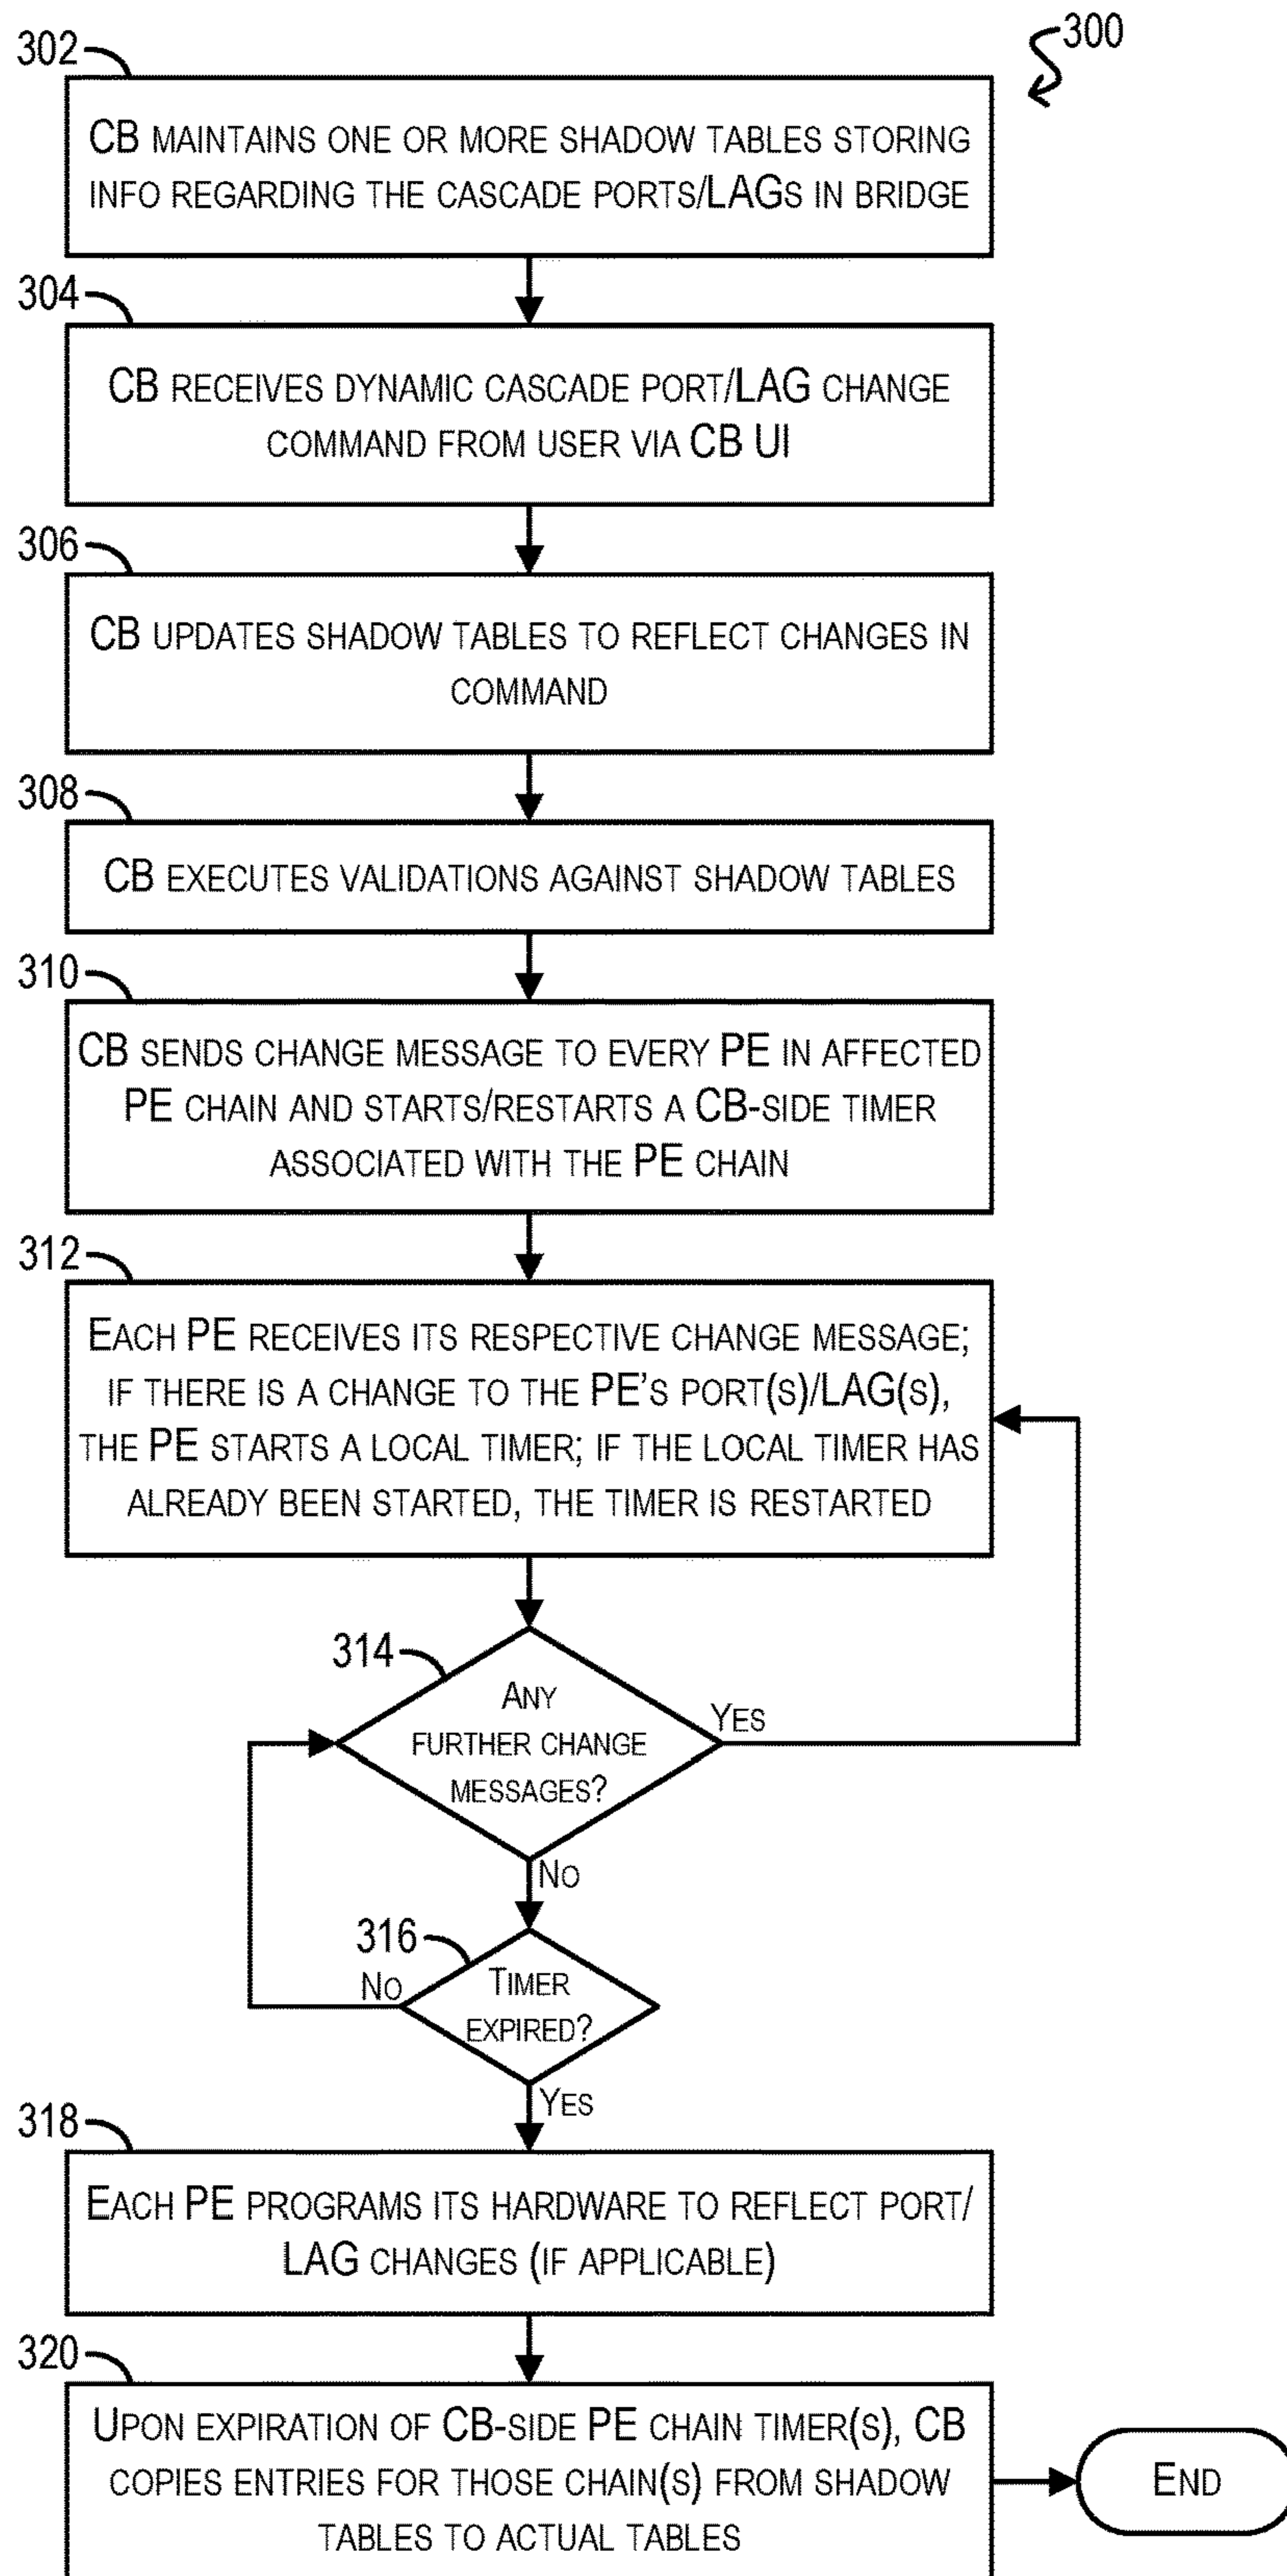 302
300
CB MAINTAINS ONE OR MORE SHADOW TABLES STORING
INFO REGARDING THE CASCADE PORTS/LAGS IN BRIDGE
304
CB RECEIVES DYNAMIC CASCADE PORT/LAG CHANGE
COMMAND FROM USER VIA CB UI
306
CB UPDATES SHADOW TABLES TO REFLECT CHANGES IN
COMMAND
308
CB EXECUTES VALIDATIONS AGAINST SHADOW TABLES
310
CB SENDS CHANGE MESSAGE TO EVERY PE IN AFFECTED
PE CHAIN AND STARTS/RESTARTS A CB-SIDE TIMER
ASSOCIATED WITH THE PE CHAIN
312
EACH PE RECEIVES ITS RESPECTIVE CHANGE MESSAGE;
IF THERE IS A CHANGE TO THE PE'S PORT(S)/LAG(S),
THE PE STARTS A LOCAL TIMER; IF THE LOCAL TIMER HAS
ALREADY BEEN STARTED, THE TIMER IS RESTARTED
314
ANY
FURTHER CHANGE
MESSAGES?
YES
NO
316
NO
TIMER
EXPIRED?
YES
318
EACH PE PROGRAMS ITS HARDWARE TO REFLECT PORT/
LAG CHANGES (IF APPLICABLE)
320
UPON EXPIRATION OF CB-SIDE PE CHAIN TIMER(S), CB
COPIES ENTRIES FOR THOSE CHAIN(S) FROM SHADOW
TABLES TO ACTUAL TABLES
END